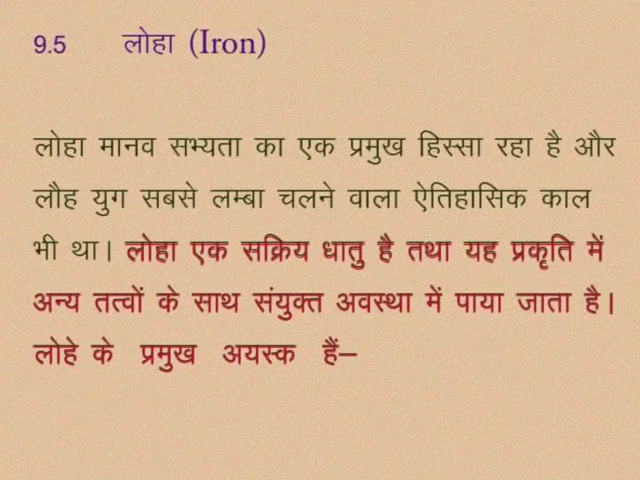 9.5 लोहा (Iron)
लोहा मानव सभ्यता का एक प्रमुख हिस्सा रहा है और
लौह युग सबसे लम्बा चलने वाला ऐतिहासिक काल
भी था। लोहा एक सक्रिय धातु है तथा यह प्रकृति में
अन्य तत्वों के साथ संयुक्त अवस्था में पाया जाता है।
लोहे के प्रमुख अयस्क हैं–